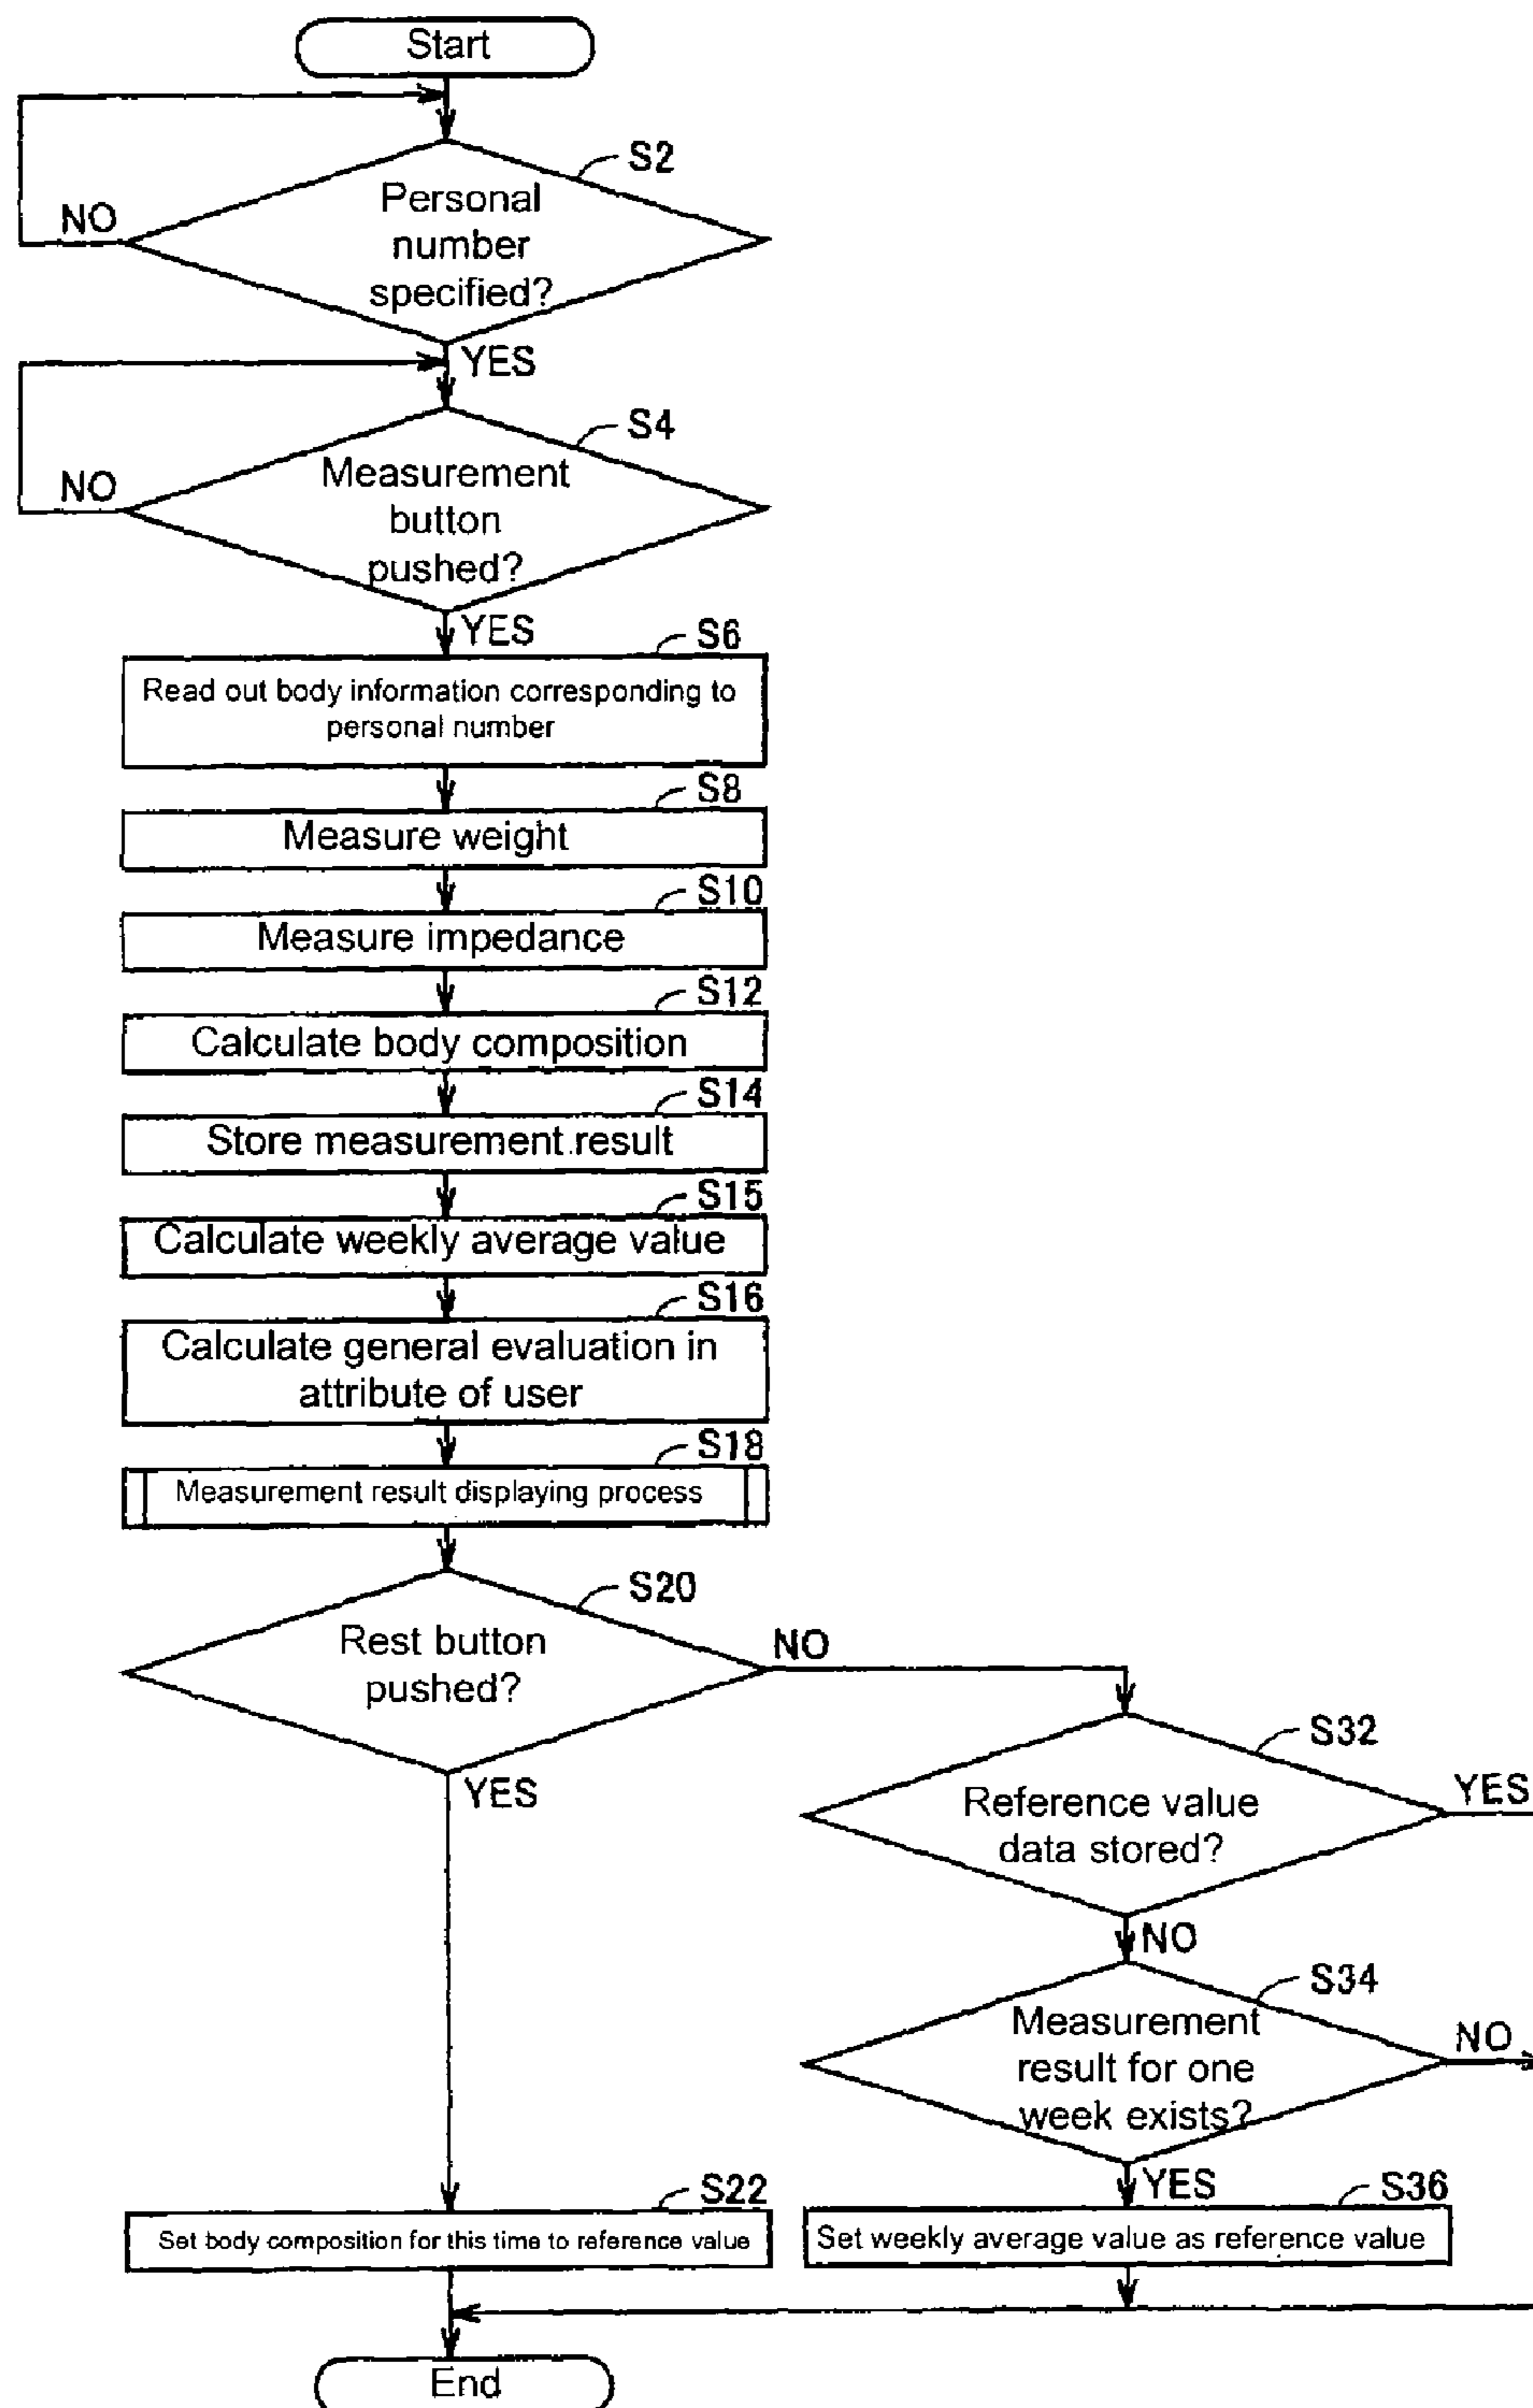 Start
S2
Personal
number
specified?
NO
YES
S4
Measurement
button
pushed?
NO
YES
S6
Read out body information corresponding to
personal number
S8
Measure weight
S10
Measure impedance
S12
Calculate body composition
S14
Store measurement result
S15
Calculate weekly average value
S16
Calculate general evaluation in
attribute of user
S18
Measurement result displaying process
S20
Rest button
pushed?
NO
YES
S32
Reference value
data stored?
YES
NO
S34
Measurement
result for one
week exists?
NO
YES
S22
Set body composition for this time to reference value
S36
Set weekly average value as reference value
End